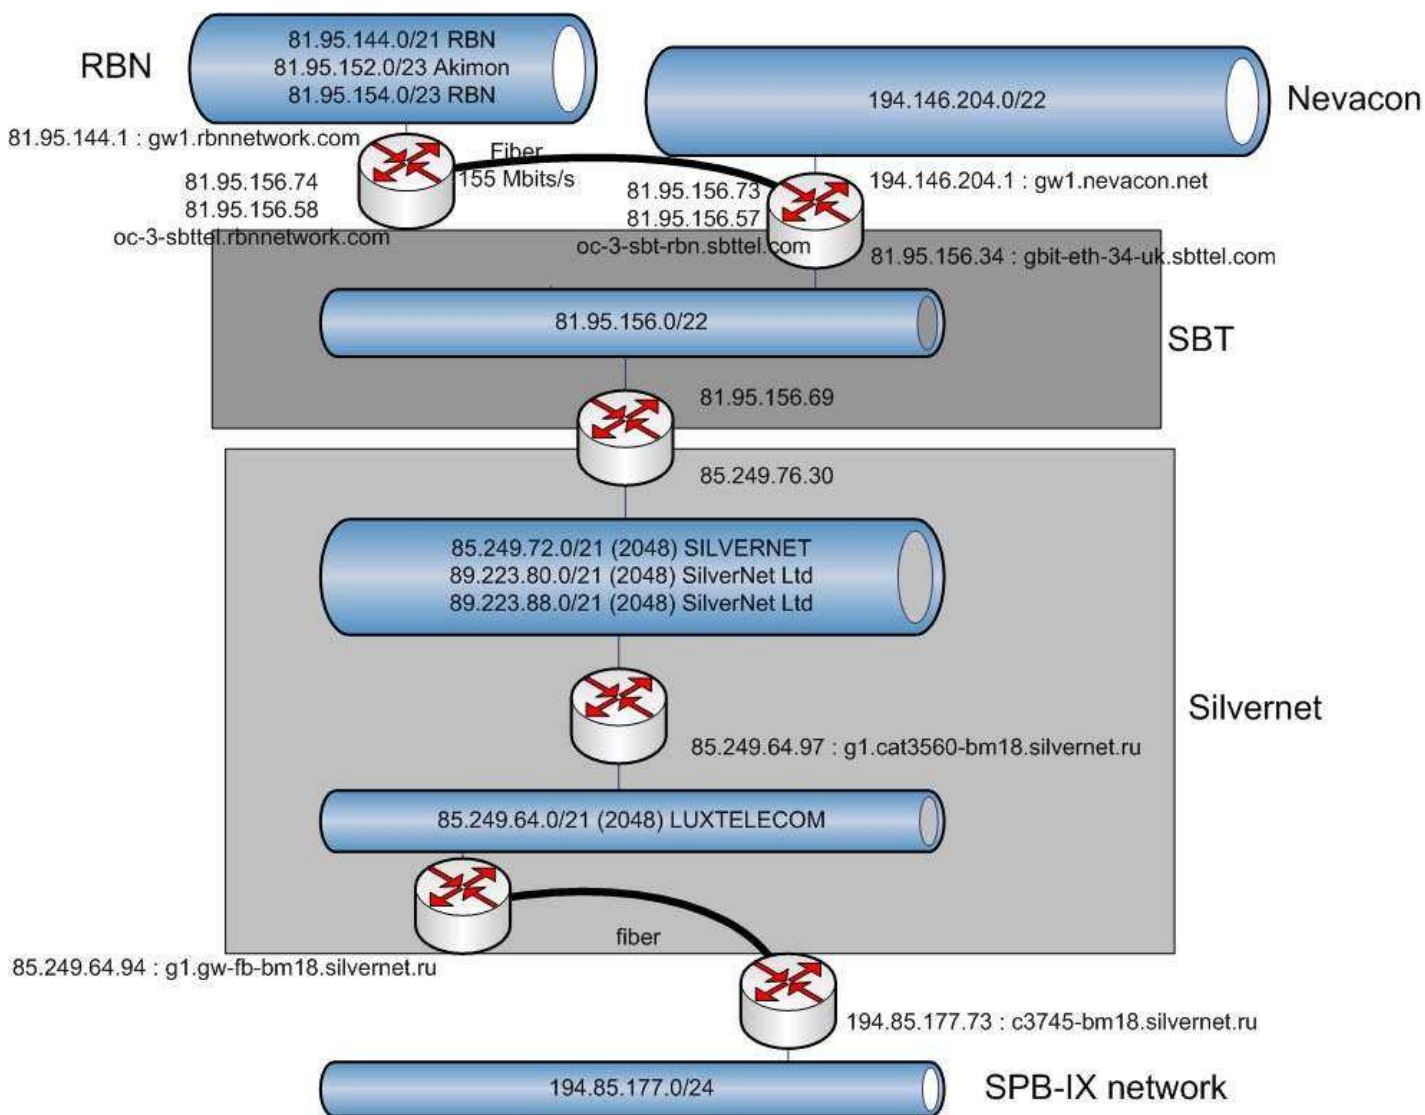 81.95.144.0/21 RBN
81.95.152.0/23 Akimon
81.95.154.0/23 RBN
RBN
194.146.204.0/22
Nevacon
81.95.144.1 : gw1.rbnnetwork.com
Fiber
155 Mbits/s
81.95.156.74
81.95.156.58
oc-3-sbttel.rbnnetwork.com
81.95.156.73
81.95.156.57
oc-3-sbt-rbn.sbttel.com
194.146.204.1 : gw1.nevacon.net
81.95.156.34 : gbit-eth-34-uk.sbttel.com
81.95.156.0/22
SBT
81.95.156.69
85.249.76.30
85.249.72.0/21 (2048) SILVERNET
89.223.80.0/21 (2048) SilverNet Ltd
89.223.88.0/21 (2048) SilverNet Ltd
Silvernet
85.249.64.97 : g1.cat3560-bm18.silvernet.ru
85.249.64.0/21 (2048) LUXTELECOM
fiber
85.249.64.94 : g1.gw-fb-bm18.silvernet.ru
194.85.177.73 : c3745-bm18.silvernet.ru
194.85.177.0/24
SPB-IX network